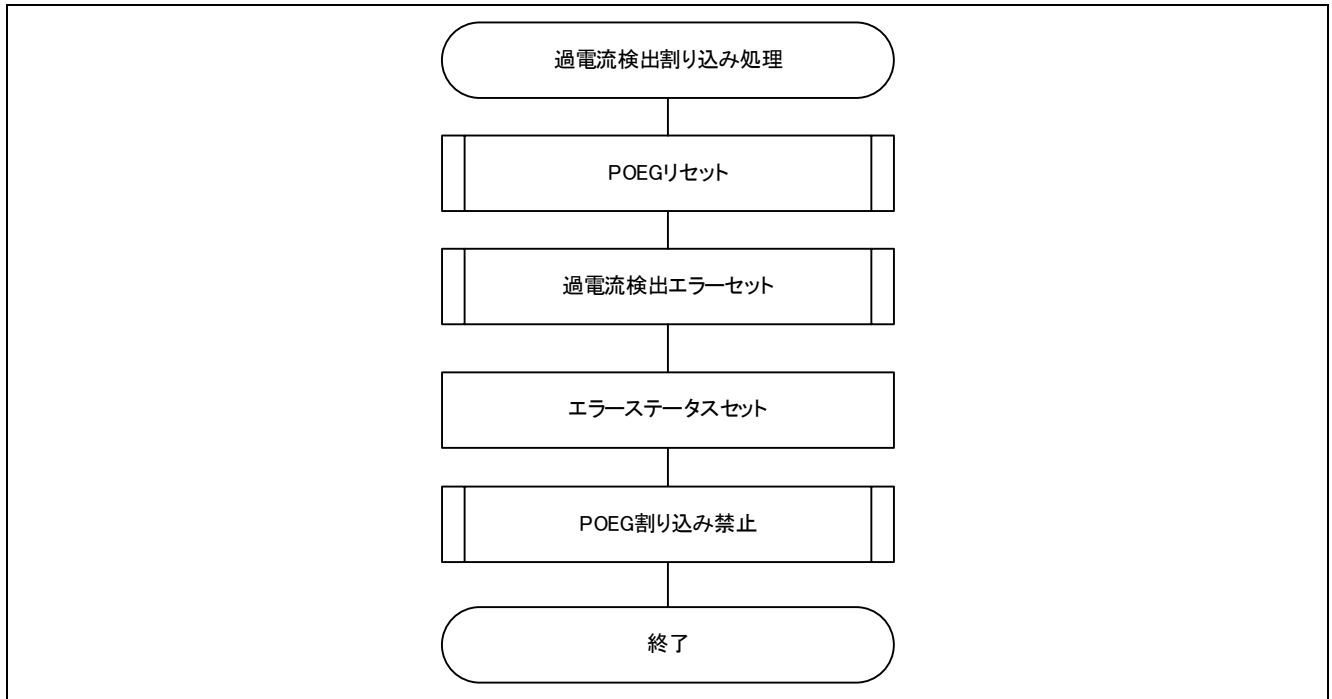 過電流検出割り込み処理
POEGリセット
過電流検出エラーセット
エラーステータスセット
POEG割り込み禁止
終了